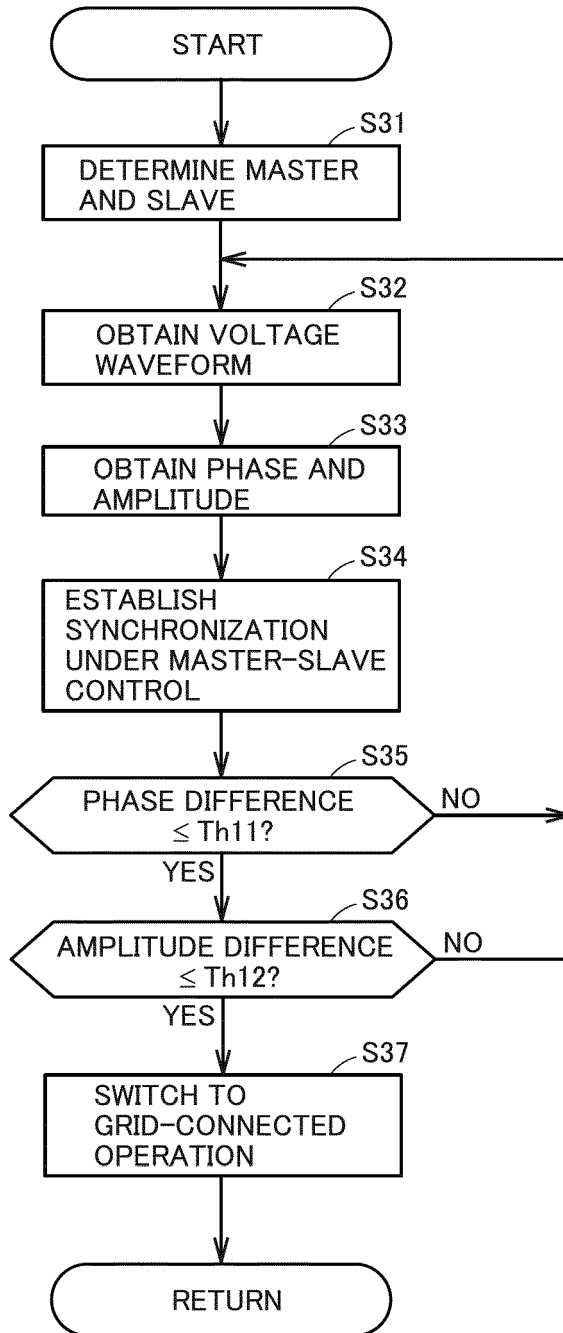 START
S31
DETERMINE MASTER
AND SLAVE
S32
OBTAIN VOLTAGE
WAVEFORM
S33
OBTAIN PHASE AND
AMPLITUDE
S34
ESTABLISH
SYNCHRONIZATION
UNDER MASTER-SLAVE
CONTROL
S35
PHASE DIFFERENCE
≤ Th11?
NO
YES
S36
AMPLITUDE DIFFERENCE
≤ Th12?
NO
YES
S37
SWITCH TO
GRID-CONNECTED
OPERATION
RETURN